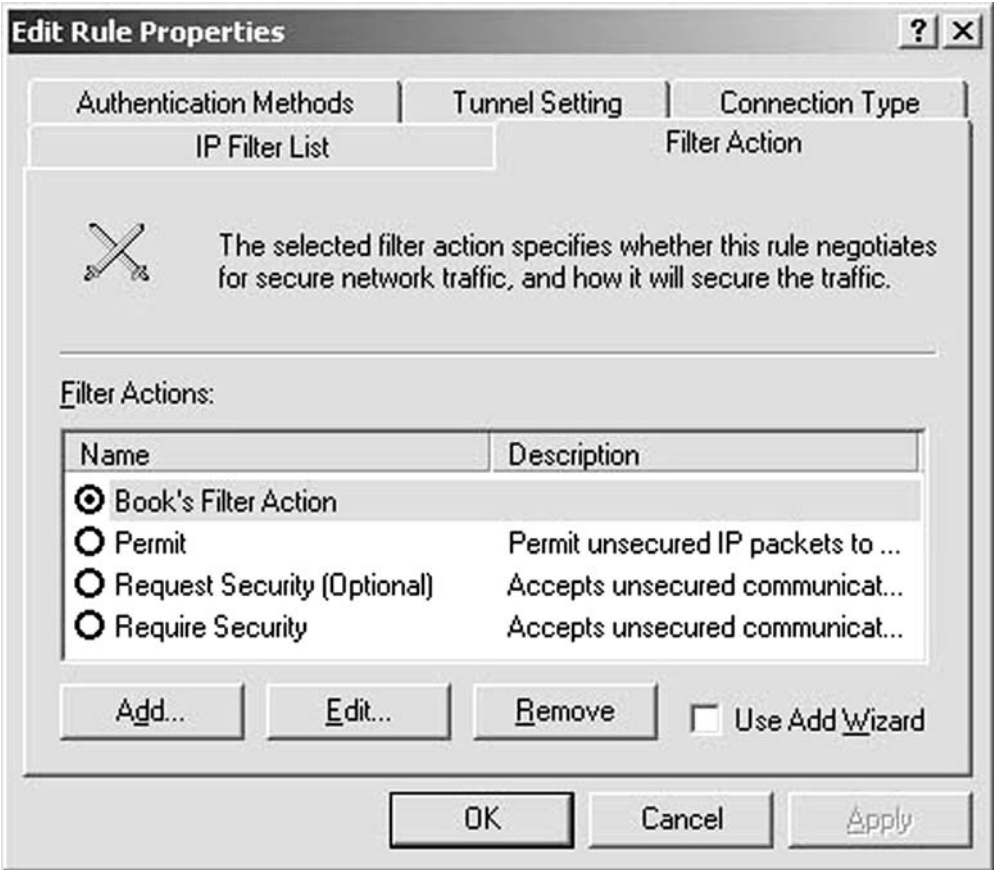 Edit Rule Properties
Authentication Methods
Tunnel Setting
Connection Type
IP Filter List
Filter Action
The selected filter action specifies whether this rule negotiates
for secure network traffic, and how it will secure the traffic.
Filter Actions:
Name Description
Book's Filter Action
Permit Permit unsecured IP packets to ...
Request Security (Optional) Accepts unsecured communicat...
Require Security Accepts unsecured communicat...
Add... Edit... Remove Use Add Wizard
OK Cancel Apply